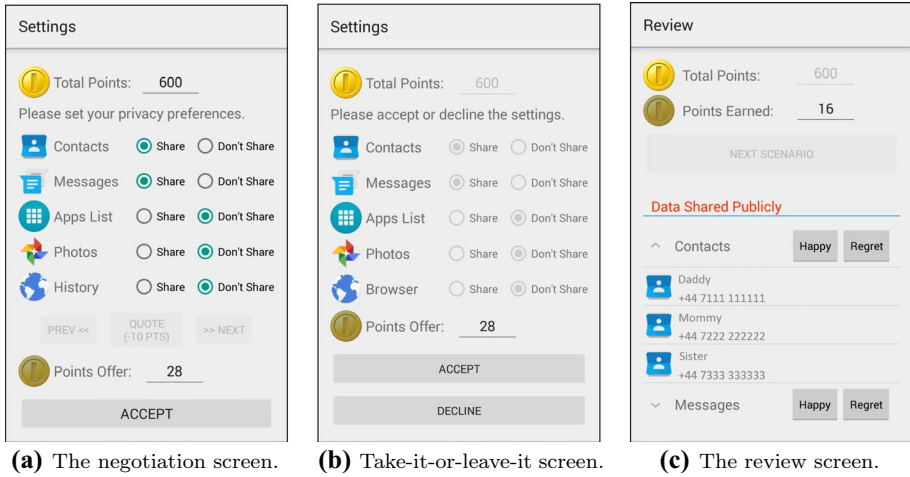 Settings
Total Points: 600
Please set your privacy preferences.
Contacts Share Don't Share
Messages Share Don't Share
Apps List Share Don't Share
Photos Share Don't Share
History Share Don't Share
PREV << QUOTE (-10 PTS) >> NEXT
Points Offer: 28
ACCEPT
(a) The negotiation screen.
Settings
Total Points: 600
Please accept or decline the settings.
Contacts Share Don't Share
Messages Share Don't Share
Apps List Share Don't Share
Photos Share Don't Share
Browser Share Don't Share
Points Offer: 28
ACCEPT
DECLINE
(b) Take-it-or-leave-it screen.
Review
Total Points: 600
Points Earned: 16
NEXT SCENARIO
Data Shared Publicly
Contacts Happy Regret
Daddy
+44 7111 111111
Mommy
+44 7222 222222
Sister
+44 7333 333333
Messages Happy Regret
(c) The review screen.